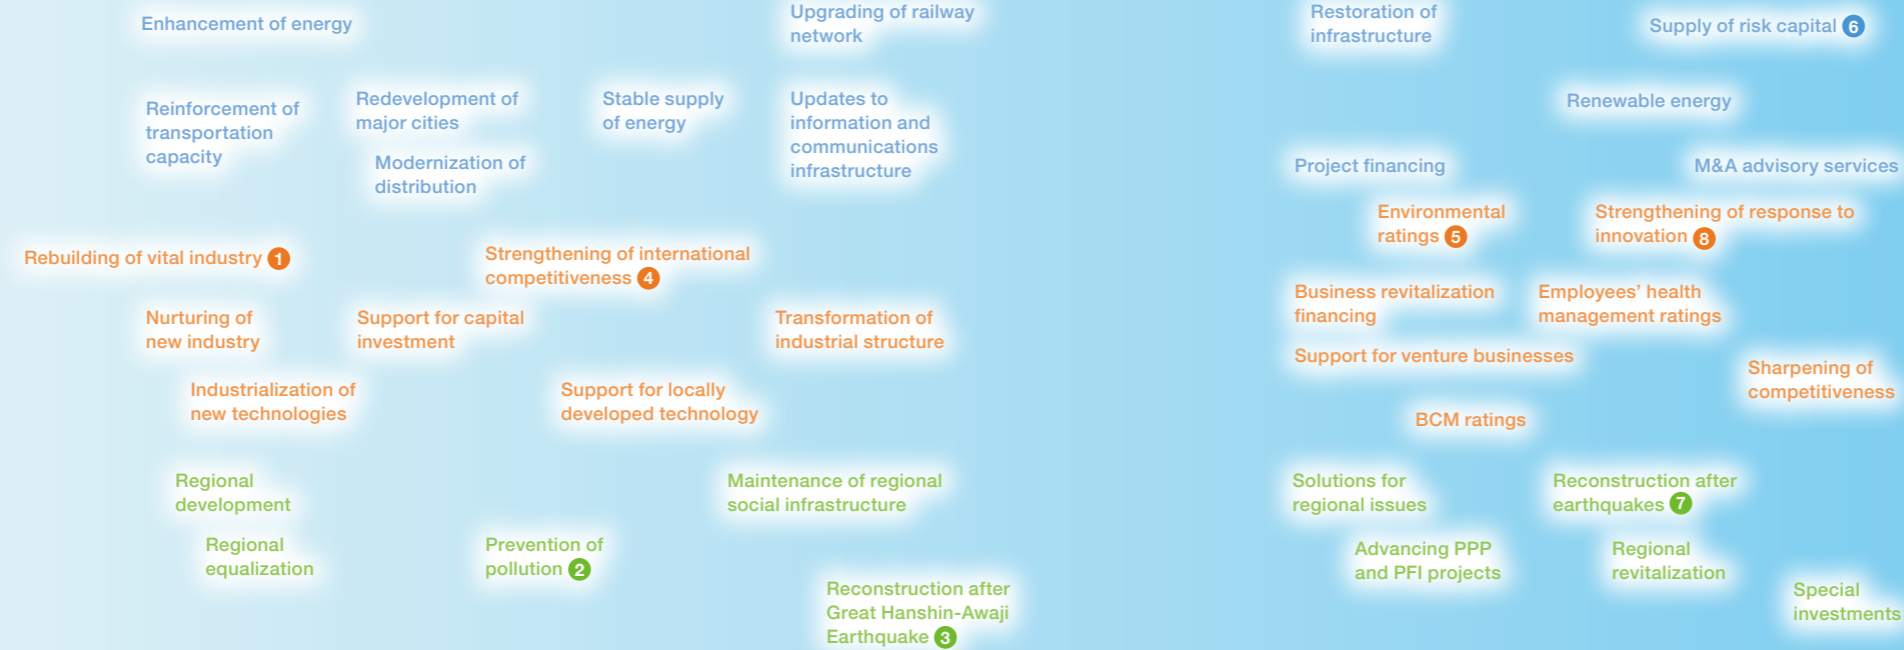 Enhancement of energy
Upgrading of railway
network
Restoration of
infrastructure
Supply of risk capital 6
Reinforcement of
transportation
capacity
Redevelopment of
major cities
Modernization of
distribution
Stable supply
of energy
Updates to
information and
communications
infrastructure
Renewable energy
Project financing
M&A advisory services
Rebuilding of vital industry 1
Strengthening of international
competitiveness 4
Environmental
ratings 5
Strengthening of response to
innovation 8
Nurturing of
new industry
Support for capital
investment
Transformation of
industrial structure
Business revitalization
financing
Employees’ health
management ratings
Support for venture businesses
Sharpening of
competitiveness
Industrialization of
new technologies
Support for locally
developed technology
BCM ratings
Regional
development
Maintenance of regional
social infrastructure
Solutions for
regional issues
Reconstruction after
earthquakes 7
Regional
equalization
Prevention of
pollution 2
Advancing PPP
and PFI projects
Regional
revitalization
Reconstruction after
Great Hanshin-Awaji
Earthquake 3
Special
investments